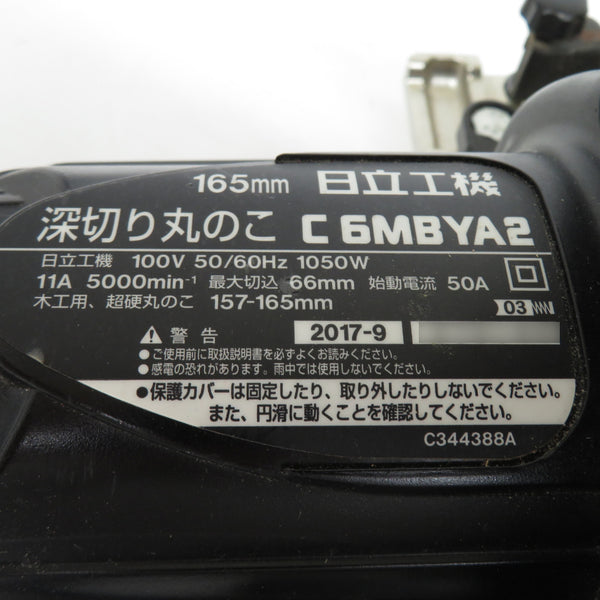 165mm 日立工機
深切り丸のこ C6MBYA2
日立工機 100V 50/60Hz 1050W
11A 5000min⁻¹ 最大切込 66mm 始動電流 50A
木工用、超硬丸のこ 157-165mm
03
警告 2017-9
●ご使用前に取扱説明書を必ずよくお読みください。
●感電の恐れがあります。雨中では使用しないでください。
●保護カバーは固定したり、取り外したりしないでください。
また、円滑に動くことを確認してください。
C344388A